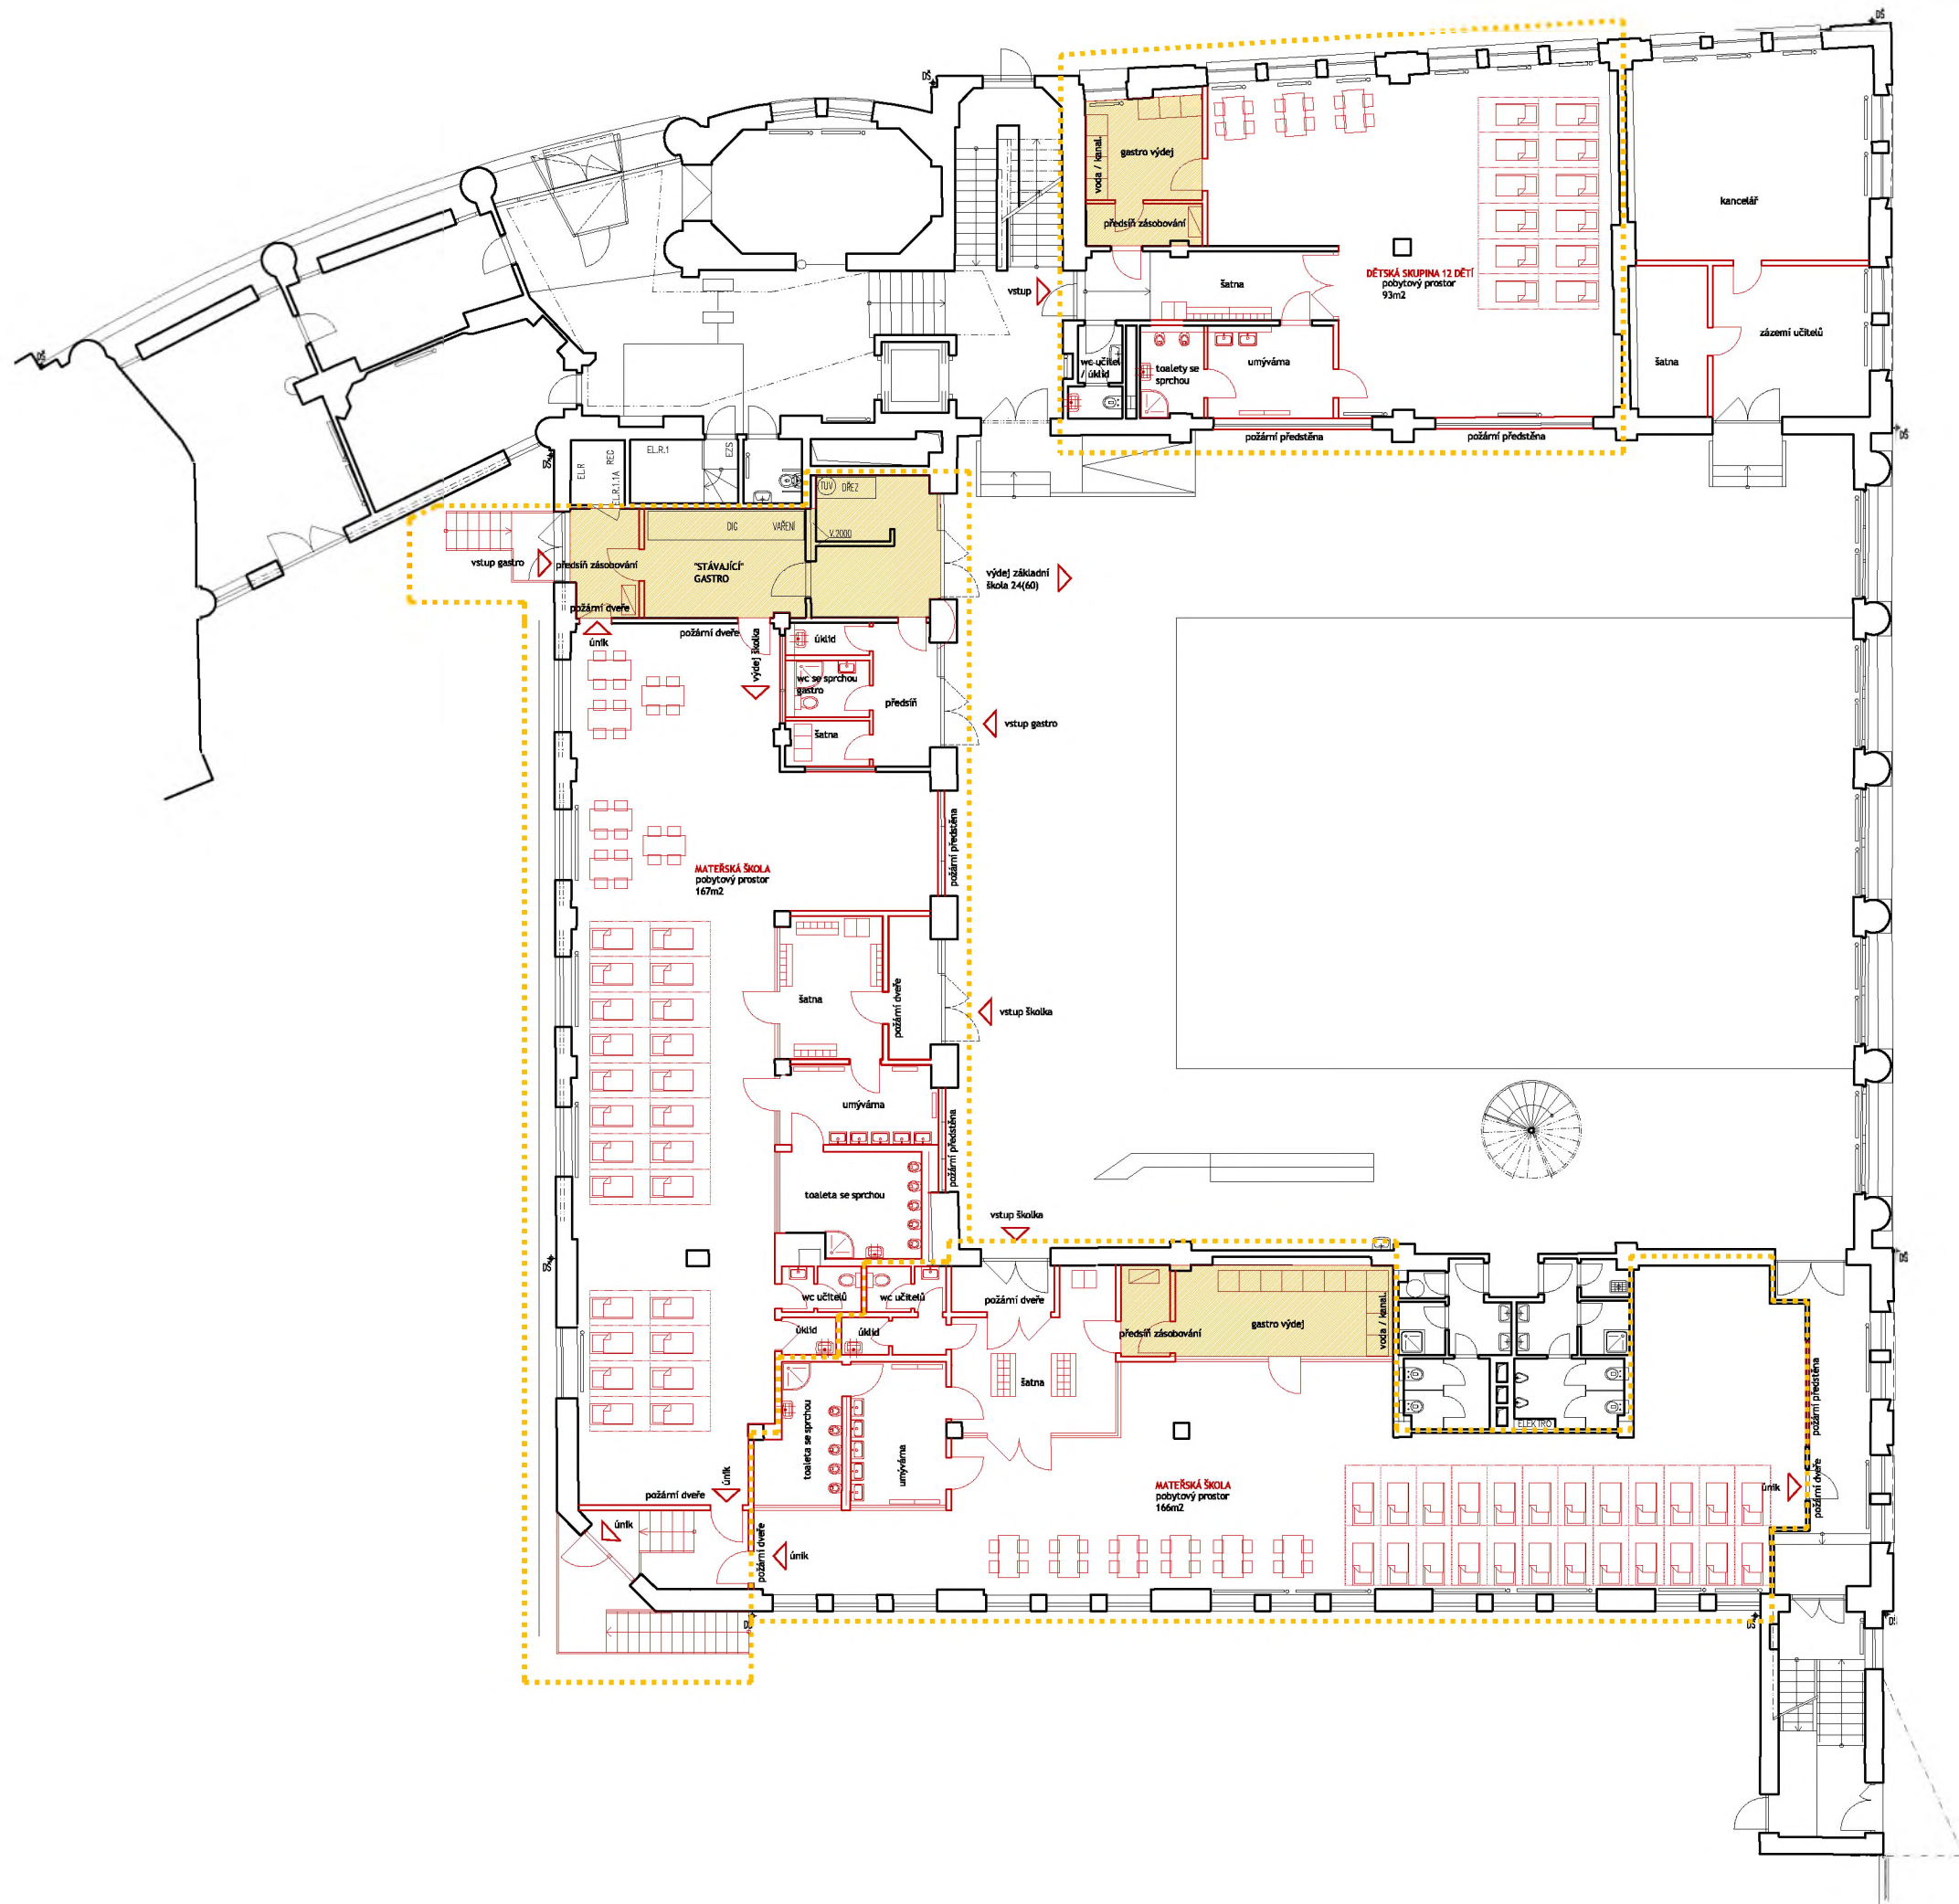 DŠ
DŠ
gastro výdej
voda / kanal.
předsíň zásobování
kancelář
DĚTSKÁ SKUPINA 12 DĚTÍ
pobytový prostor
93m2
vstup
šatna
zázemí učitelů
šatna
wc učitel
/ úklid
toalety se
sprchou
umývárna
DŠ
požární předstěna
požární předstěna
DŠ
EL.R
EL.R.1.1A
REC
EL.R.1
EZS
DŠ
TUV
DŘEZ
DIG
VAŘENÍ
V.2000
vstup gastro
předsíň zásobování
"STÁVAJÍCÍ"
GASTRO
výdej základní
škola 24(60)
požární dveře
únik
požární dveře
výdej školka
úklid
wc se sprchou
gastro
předsíň
šatna
vstup gastro
požární předstěna
MATEŘSKÁ ŠKOLA
pobytový prostor
167m2
šatna
požární dveře
vstup školka
umývárna
požární předstěna
toaleta se sprchou
vstup školka
DŠ
DŠ
wc učitelů
wc učitelů
požární dveře
úklid
úklid
předsíň zásobování
gastro výdej
voda / kanal.
šatna
ELEKTRO
požární předstěna
toaleta se sprchou
umývárna
MATEŘSKÁ ŠKOLA
pobytový prostor
166m2
únik
požární dveře
požární dveře
únik
únik
požární dveře
únik
DŠ
DŠ